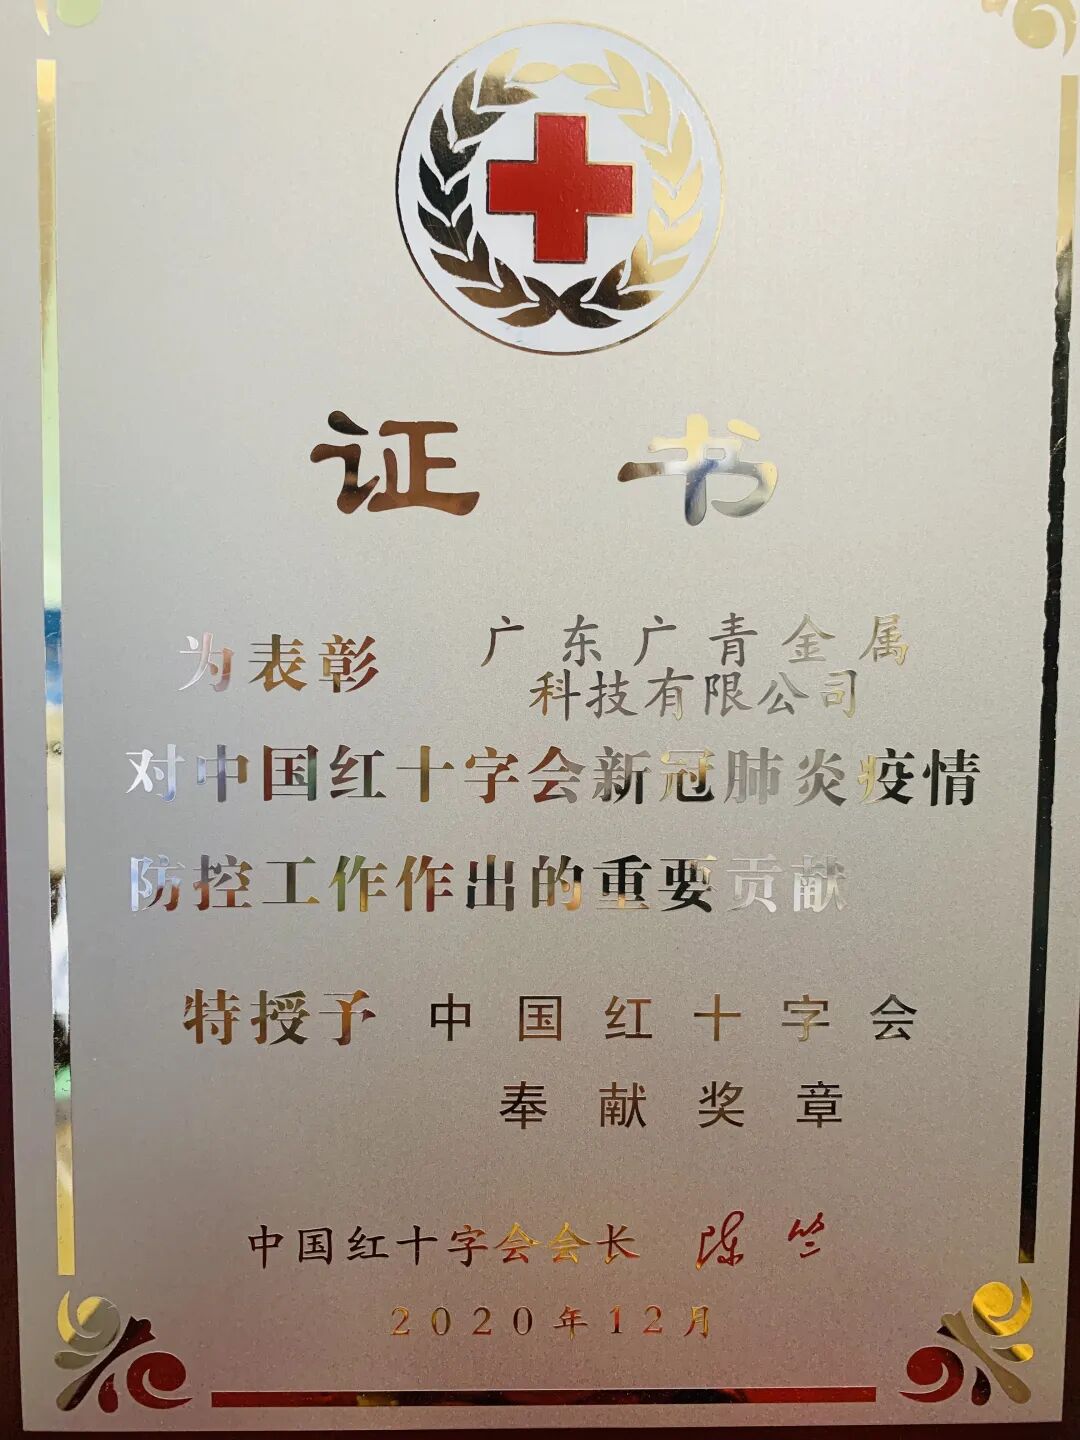 证书
为表彰 广东广青金属
科技有限公司
对中国红十字会新冠肺炎疫情
防控工作作出的重要贡献
特授予 中国红十字会
奉献奖章
中国红十字会会长 陈竺
2020年12月